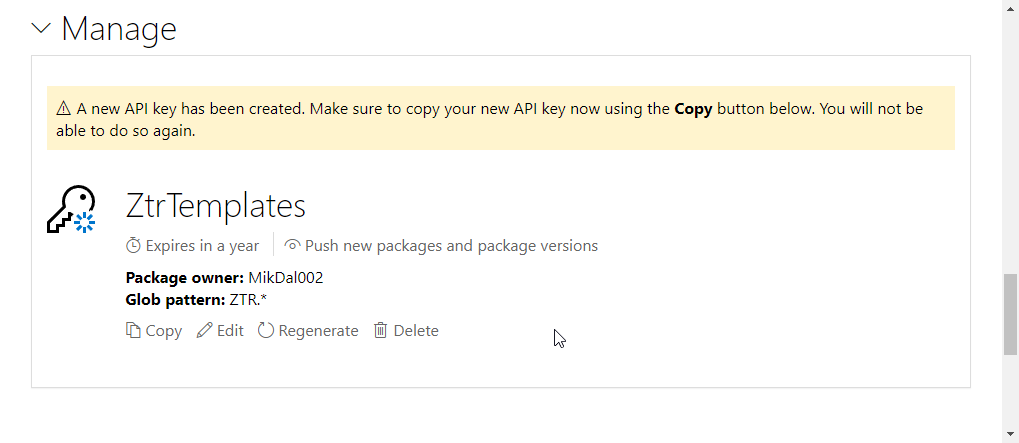 Manage
A new API key has been created. Make sure to copy your new API key now using the Copy button below. You will not be
able to do so again.
ZtrTemplates
Expires in a year
Push new packages and package versions
Package owner: MikDal002
Glob pattern: ZTR.*
Copy Edit Regenerate Delete